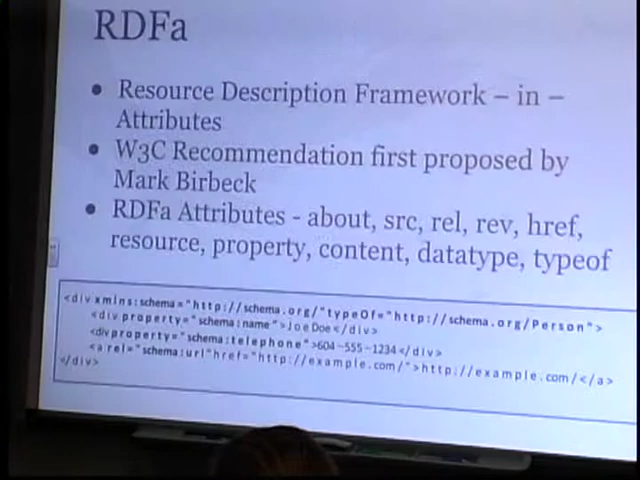 RDFa
• Resource Description Framework – in –
Attributes
• W3C Recommendation first proposed by
Mark Birbeck
• RDFa Attributes - about, src, rel, rev, href,
resource, property, content, datatype, typeof
<div xmlns:schema="http://schema.org/"typeOf="http://schema.org/Person">
<div property="schema:name">Joe Doe</div>
<div property="schema:telephone">604-555-1234</div>
<a rel="schema:url"href="http://example.com/">http://example.com/</a>
</div>